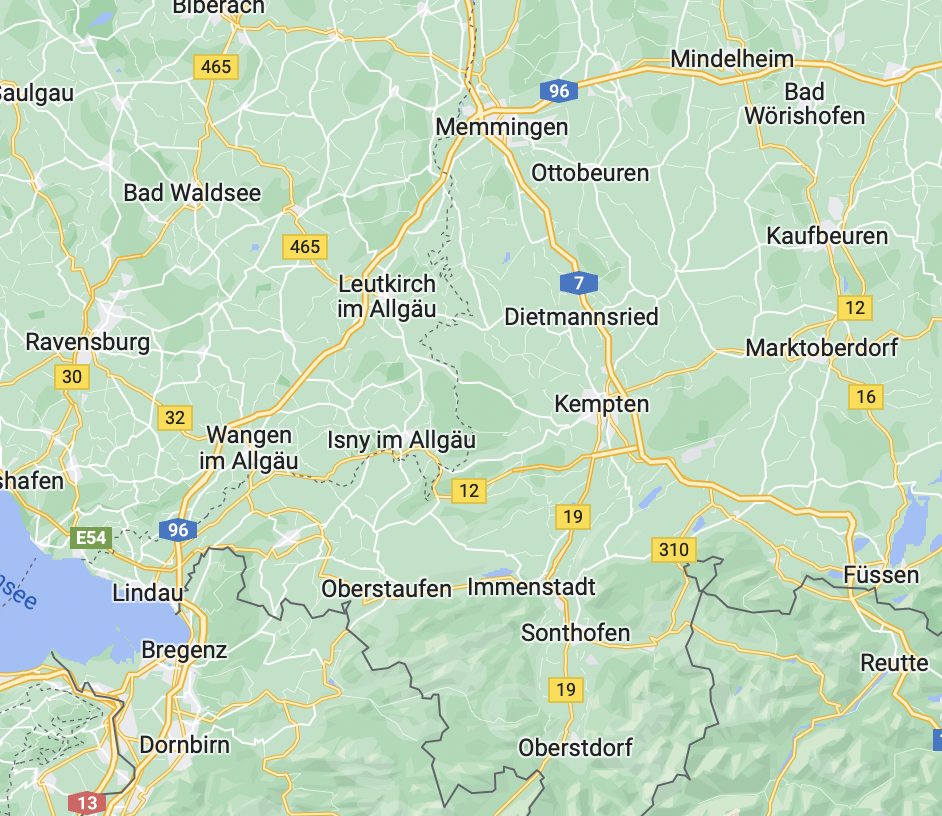 Biberach
465
Saulgau
Mindelheim
96
Bad
Wörishofen
Memmingen
Ottobeuren
Bad Waldsee
Kaufbeuren
465
Leutkirch
im Allgäu
7
12
Dietmannsried
Ravensburg
Marktoberdorf
30
16
32
Kempten
Wangen
im Allgäu
Isny im Allgäu
shafen
12
19
96
E54
310
Füssen
nsee
Lindau
Oberstaufen
Immenstadt
Sonthofen
Bregenz
Reutte
19
Dornbirn
Oberstdorf
13